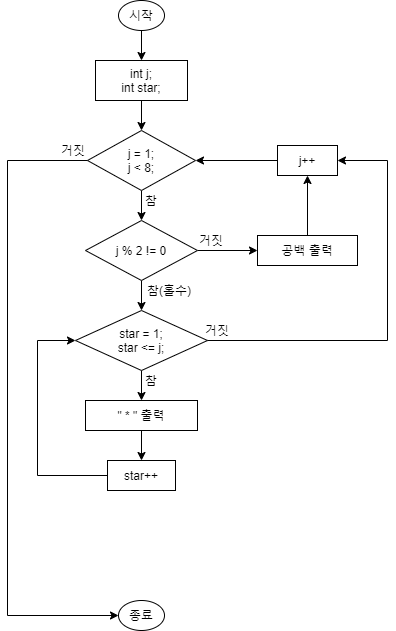 시작
int j;
int star;
거짓
j = 1;
j < 8;
j++
참
j % 2 != 0
거짓
공백 출력
참(홀수)
star = 1;
star <= j;
거짓
참
" * " 출력
star++
종료